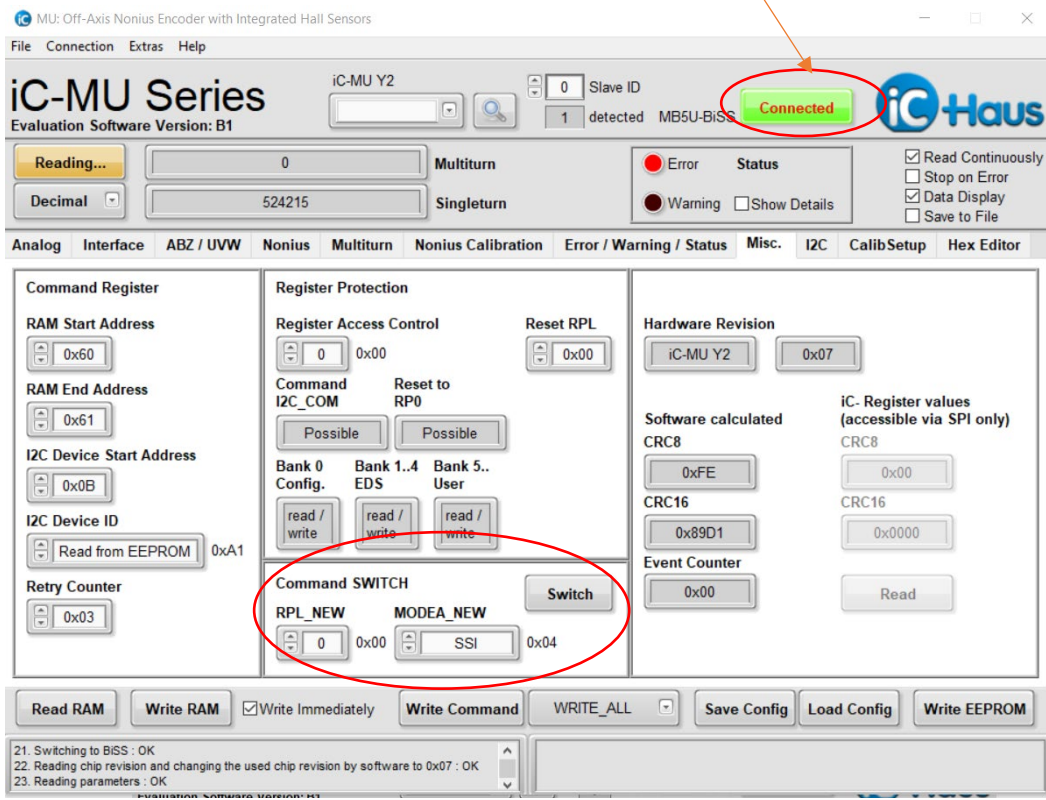 MU: Off-Axis Nonius Encoder with Integrated Hall Sensors
File Connection Extras Help
iC-MU Series
Evaluation Software Version: B1
iC-MU Y2
0 Slave ID
1 detected MB5U-BiSS
Connected
iC Haus
Reading...
0
Multiturn
Decimal
524215
Singleturn
Error Status
Warning Show Details
Read Continuously
Stop on Error
Data Display
Save to File
Analog Interface ABZ / UVW Nonius Multiturn Nonius Calibration Error / Warning / Status Misc. I2C CalibSetup Hex Editor
Command Register
RAM Start Address
0x60
RAM End Address
0x61
I2C Device Start Address
0x0B
I2C Device ID
Read from EEPROM 0xA1
Retry Counter
0x03
Register Protection
Register Access Control Reset RPL
0 0x00 0x00
Command Reset to
I2C_COM RP0
Possible Possible
Bank 0 Bank 1..4 Bank 5..
Config. EDS User
read / read / read /
write write write
Command SWITCH
Switch
RPL_NEW MODEA_NEW
0 0x00 SSI 0x04
Hardware Revision
iC-MU Y2 0x07
Software calculated
CRC8
0xFE
CRC16
0x89D1
Event Counter
0x00
iC- Register values
(accessible via SPI only)
CRC8
0x00
CRC16
0x0000
Read
Read RAM Write RAM Write Immediately Write Command WRITE_ALL Save Config Load Config Write EEPROM
21. Switching to BiSS : OK
22. Reading chip revision and changing the used chip revision by software to 0x07 : OK
23. Reading parameters : OK
Evaluation Software Version: B1